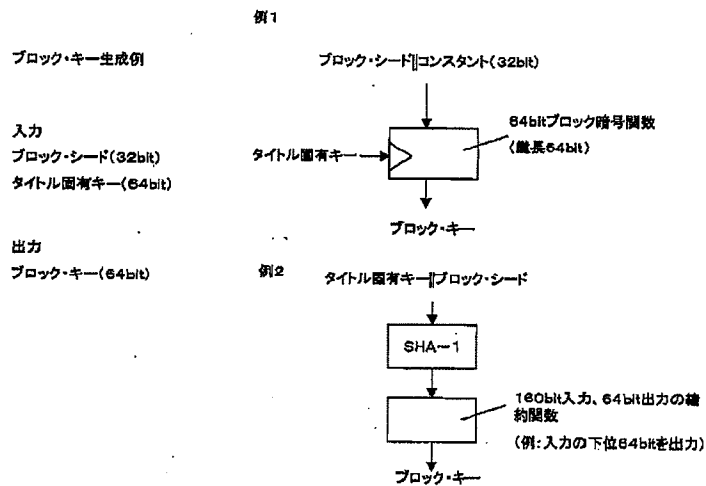 例1
ブロック・キー生成例
ブロック・シード||コンスタント(32bit)
入力
ブロック・シード(32bit)
タイトル固有キー(64bit)
タイトル固有キー
64bitブロック暗号関数
(鍵長64bit)
ブロック・キー
出力
ブロック・キー(64bit)
例2
タイトル固有キー||ブロック・シード
SHA-1
160bit入力、64bit出力の縮
約関数
(例:入力の下位64bitを出力)
ブロック・キー